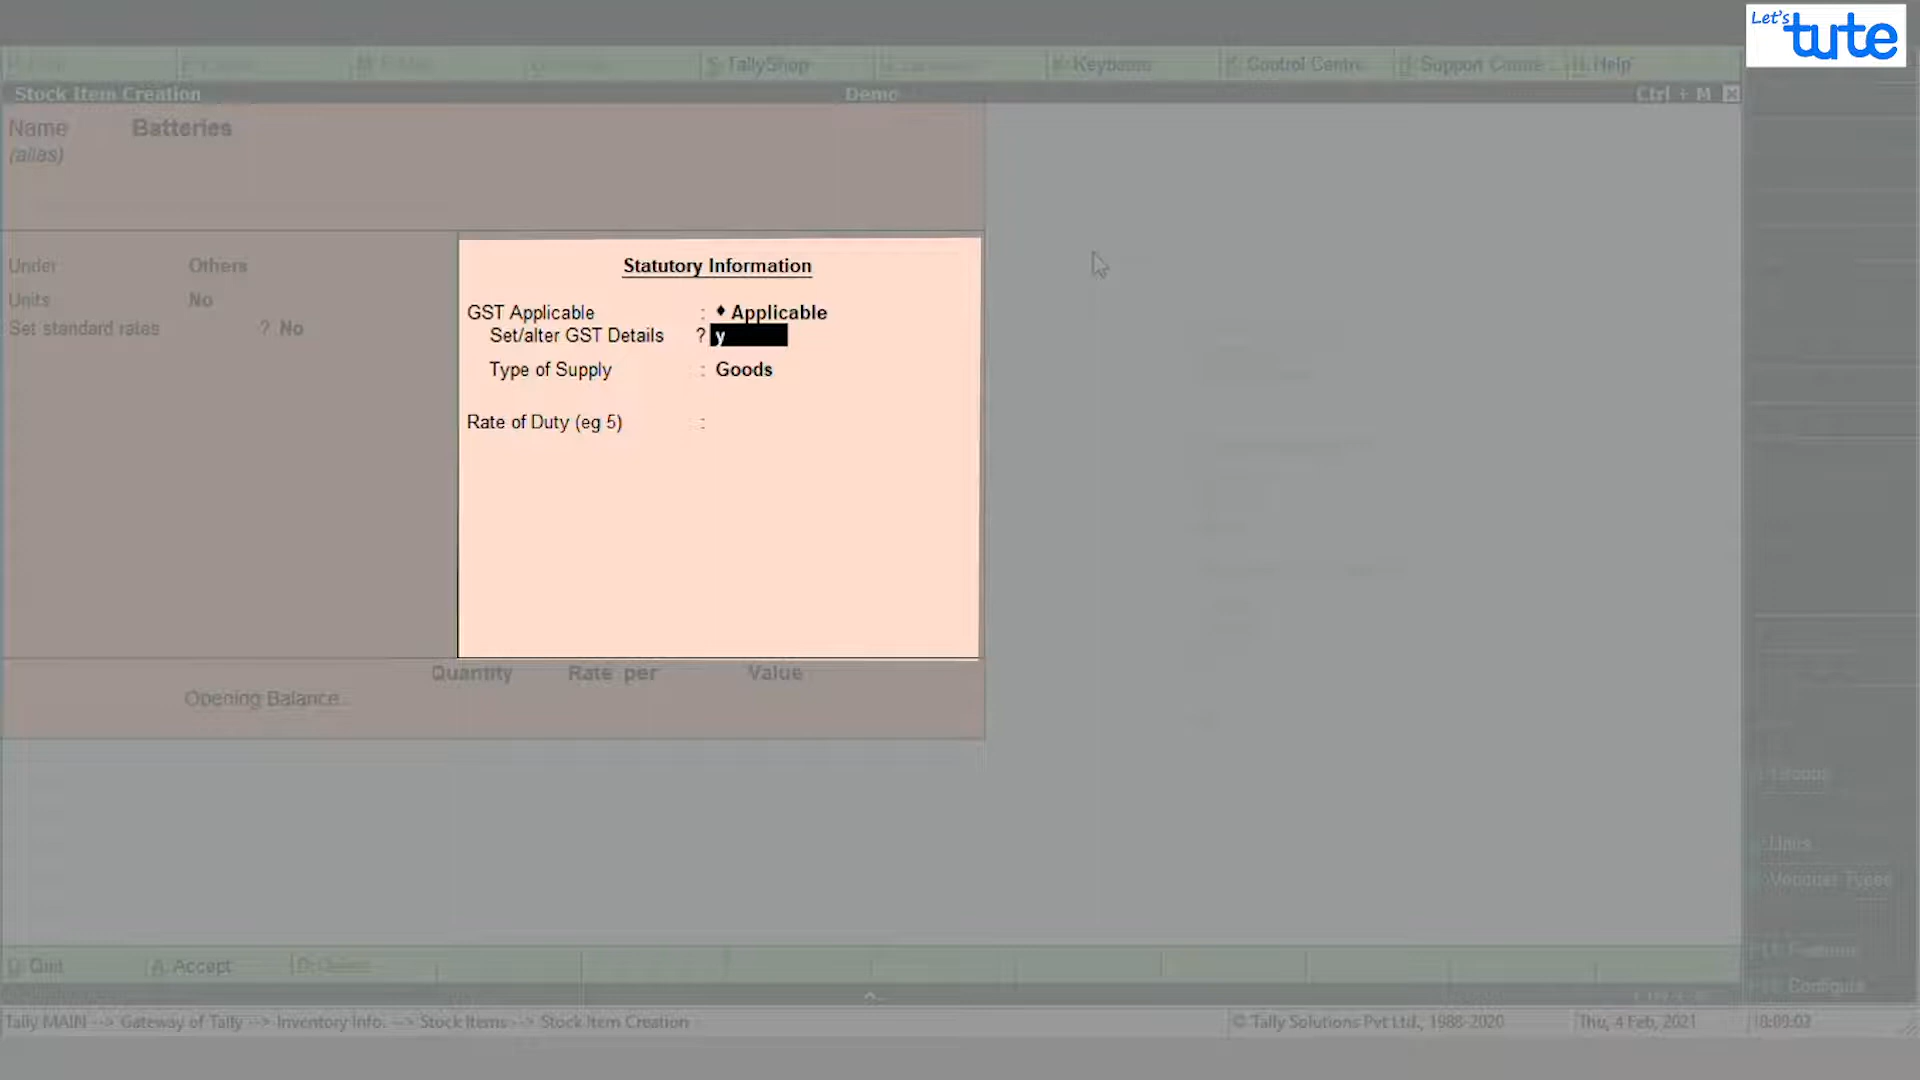 Let's
tute
TallyShop
K: Keyboard
K: Control Centre
H: Support Centre
H: Help
Stock Item Creation
Demo
Ctrl + M
Name Batteries
(alias)
Under Others
Units No
Set standard rates ? No
Statutory Information
GST Applicable : ♦ Applicable
Set/alter GST Details ? y
Type of Supply : Goods
Rate of Duty (eg 5) :
Quantity Rate per Value
Opening Balance
Q: Quit
A: Accept
Voucher Types
Features
Configure
Tally MAIN --> Gateway of Tally --> Inventory Info. --> Stock Items --> Stock Item Creation
© Tally Solutions Pvt Ltd., 1988-2020
Thu, 4 Feb, 2021
18:09:02